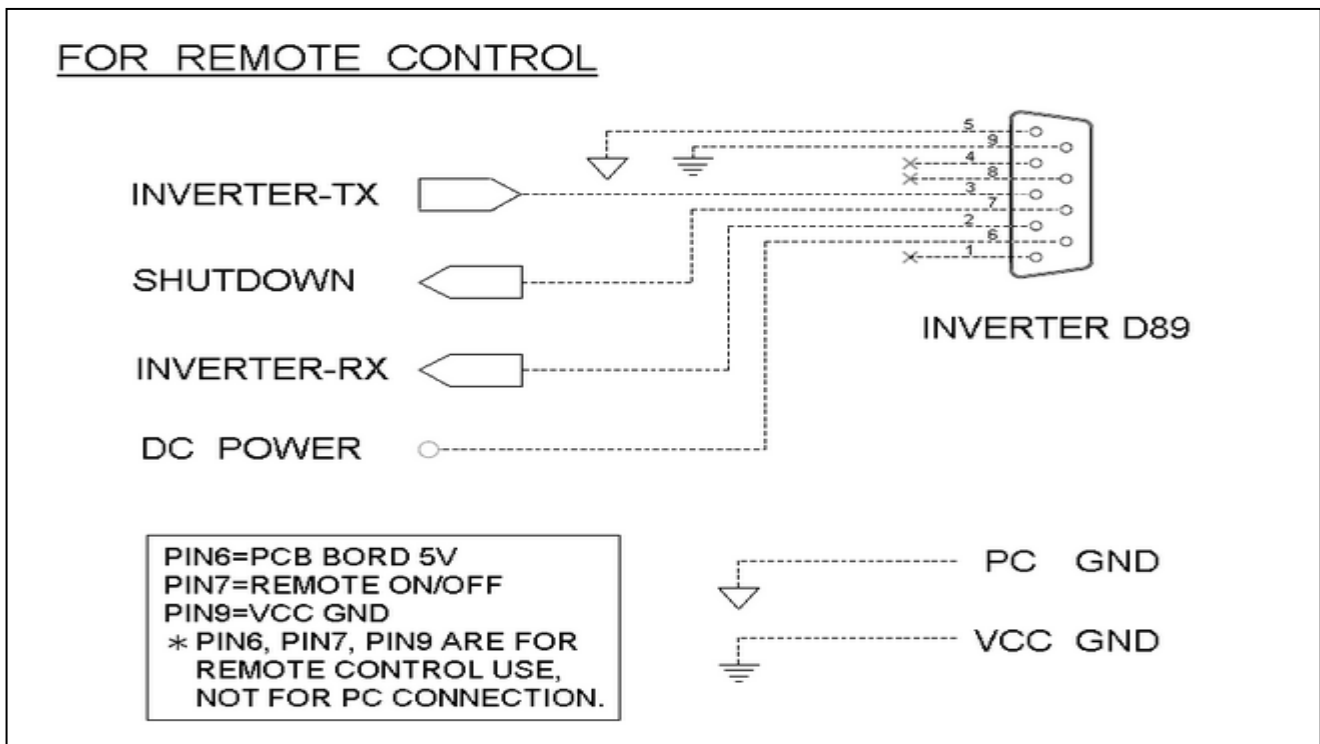 FOR REMOTE CONTROL
5
9
4
8
3
7
2
6
1
INVERTER-TX
SHUTDOWN
INVERTER-RX
DC POWER
INVERTER D89
PIN6=PCB BORD 5V
PIN7=REMOTE ON/OFF
PIN9=VCC GND
* PIN6, PIN7, PIN9 ARE FOR
REMOTE CONTROL USE,
NOT FOR PC CONNECTION.
PC GND
VCC GND